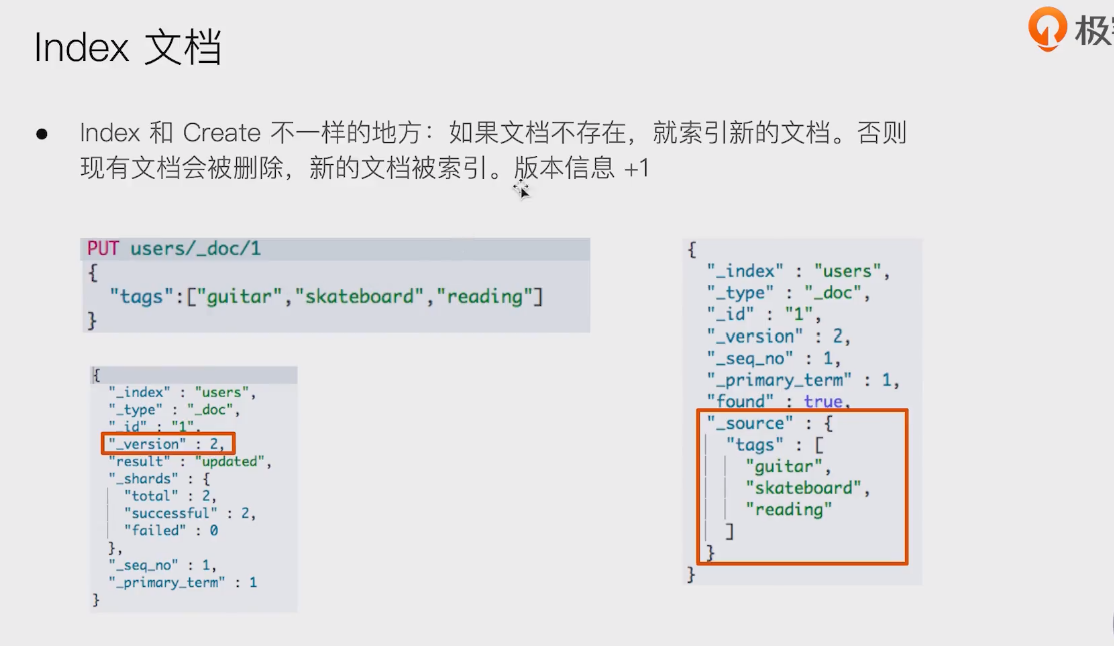 Index 文档
极客
● Index 和 Create 不一样的地方：如果文档不存在，就索引新的文档。否则
现有文档会被删除，新的文档被索引。版本信息 +1
PUT users/_doc/1
{
"tags":["guitar","skateboard","reading"]
}
{
"_index" : "users",
"_type" : "_doc",
"_id" : "1",
"_version" : 2,
"result" : "updated",
"_shards" : {
"total" : 2,
"successful" : 2,
"failed" : 0
},
"_seq_no" : 1,
"_primary_term" : 1
}
{
"_index" : "users",
"_type" : "_doc",
"_id" : "1",
"_version" : 2,
"_seq_no" : 1,
"_primary_term" : 1,
"found" : true,
"_source" : {
"tags" : [
"guitar",
"skateboard",
"reading"
]
}
}